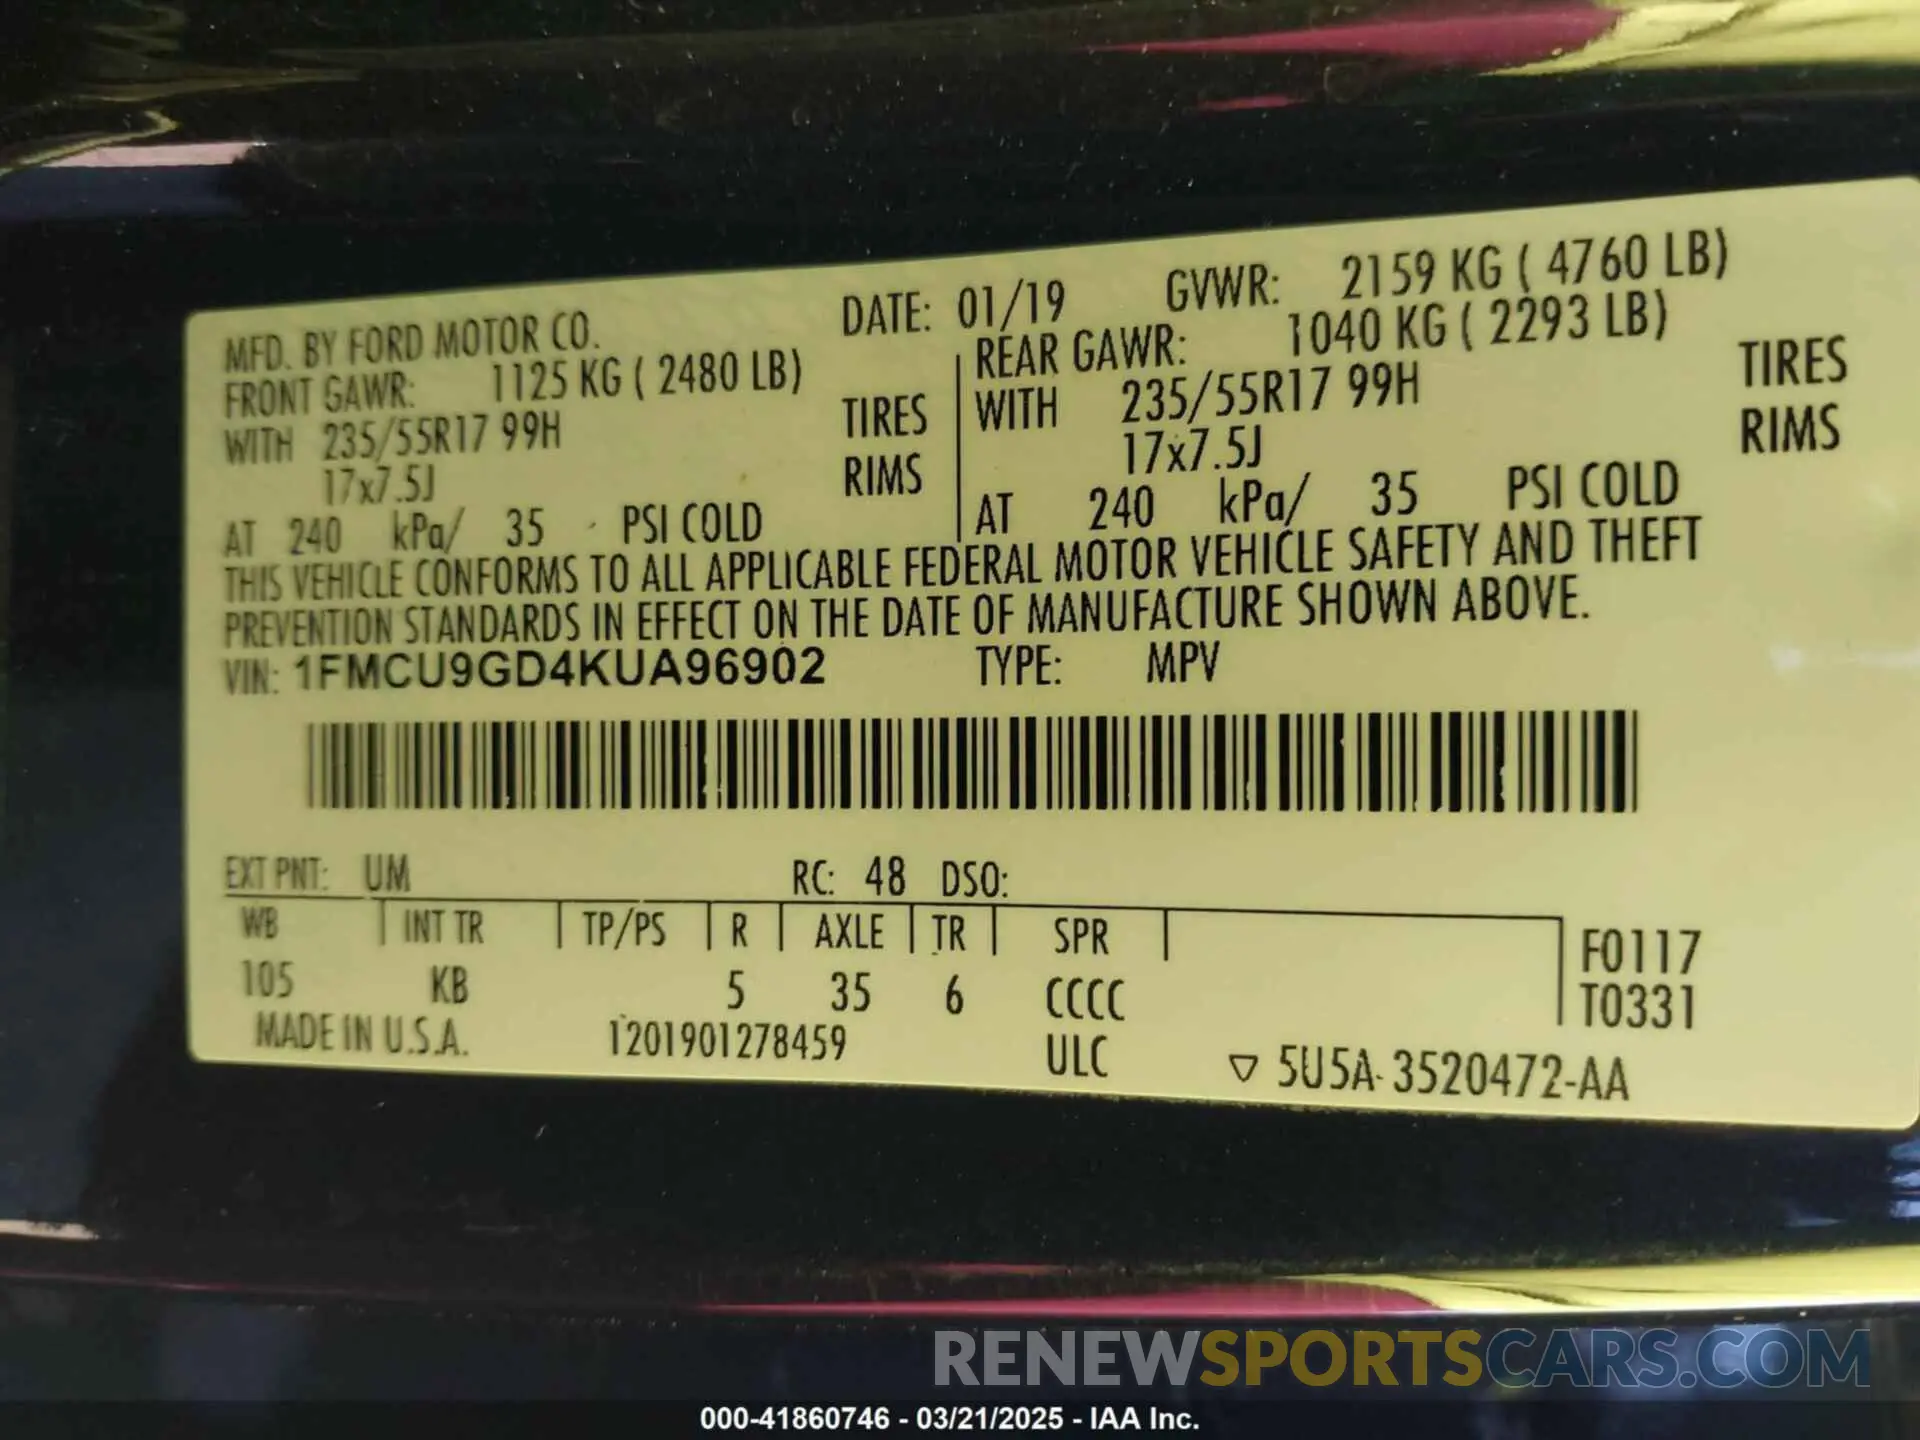 MFD. BY FORD MOTOR CO. DATE: 01/19 GVWR: 2159 KG ( 4760 LB)
FRONT GAWR: 1125 KG ( 2480 LB) REAR GAWR: 1040 KG ( 2293 LB)
WITH 235/55R17 99H TIRES WITH 235/55R17 99H TIRES
17x7.5J RIMS 17x7.5J RIMS
AT 240 kPa/ 35 PSI COLD AT 240 kPa/ 35 PSI COLD
THIS VEHICLE CONFORMS TO ALL APPLICABLE FEDERAL MOTOR VEHICLE SAFETY AND THEFT
PREVENTION STANDARDS IN EFFECT ON THE DATE OF MANUFACTURE SHOWN ABOVE.
VIN: 1FMCU9GD4KUA96902 TYPE: MPV
EXT PNT: UM RC: 48 DSO:
WB INT TR TP/PS R AXLE TR SPR F0117
105 KB 5 35 6 CCCC T0331
MADE IN U.S.A. 1201901278459 ULC ▽ 5U5A-3520472-AA
RENEWSPORTSCARS.COM
000-41860746 - 03/21/2025 - IAA Inc.